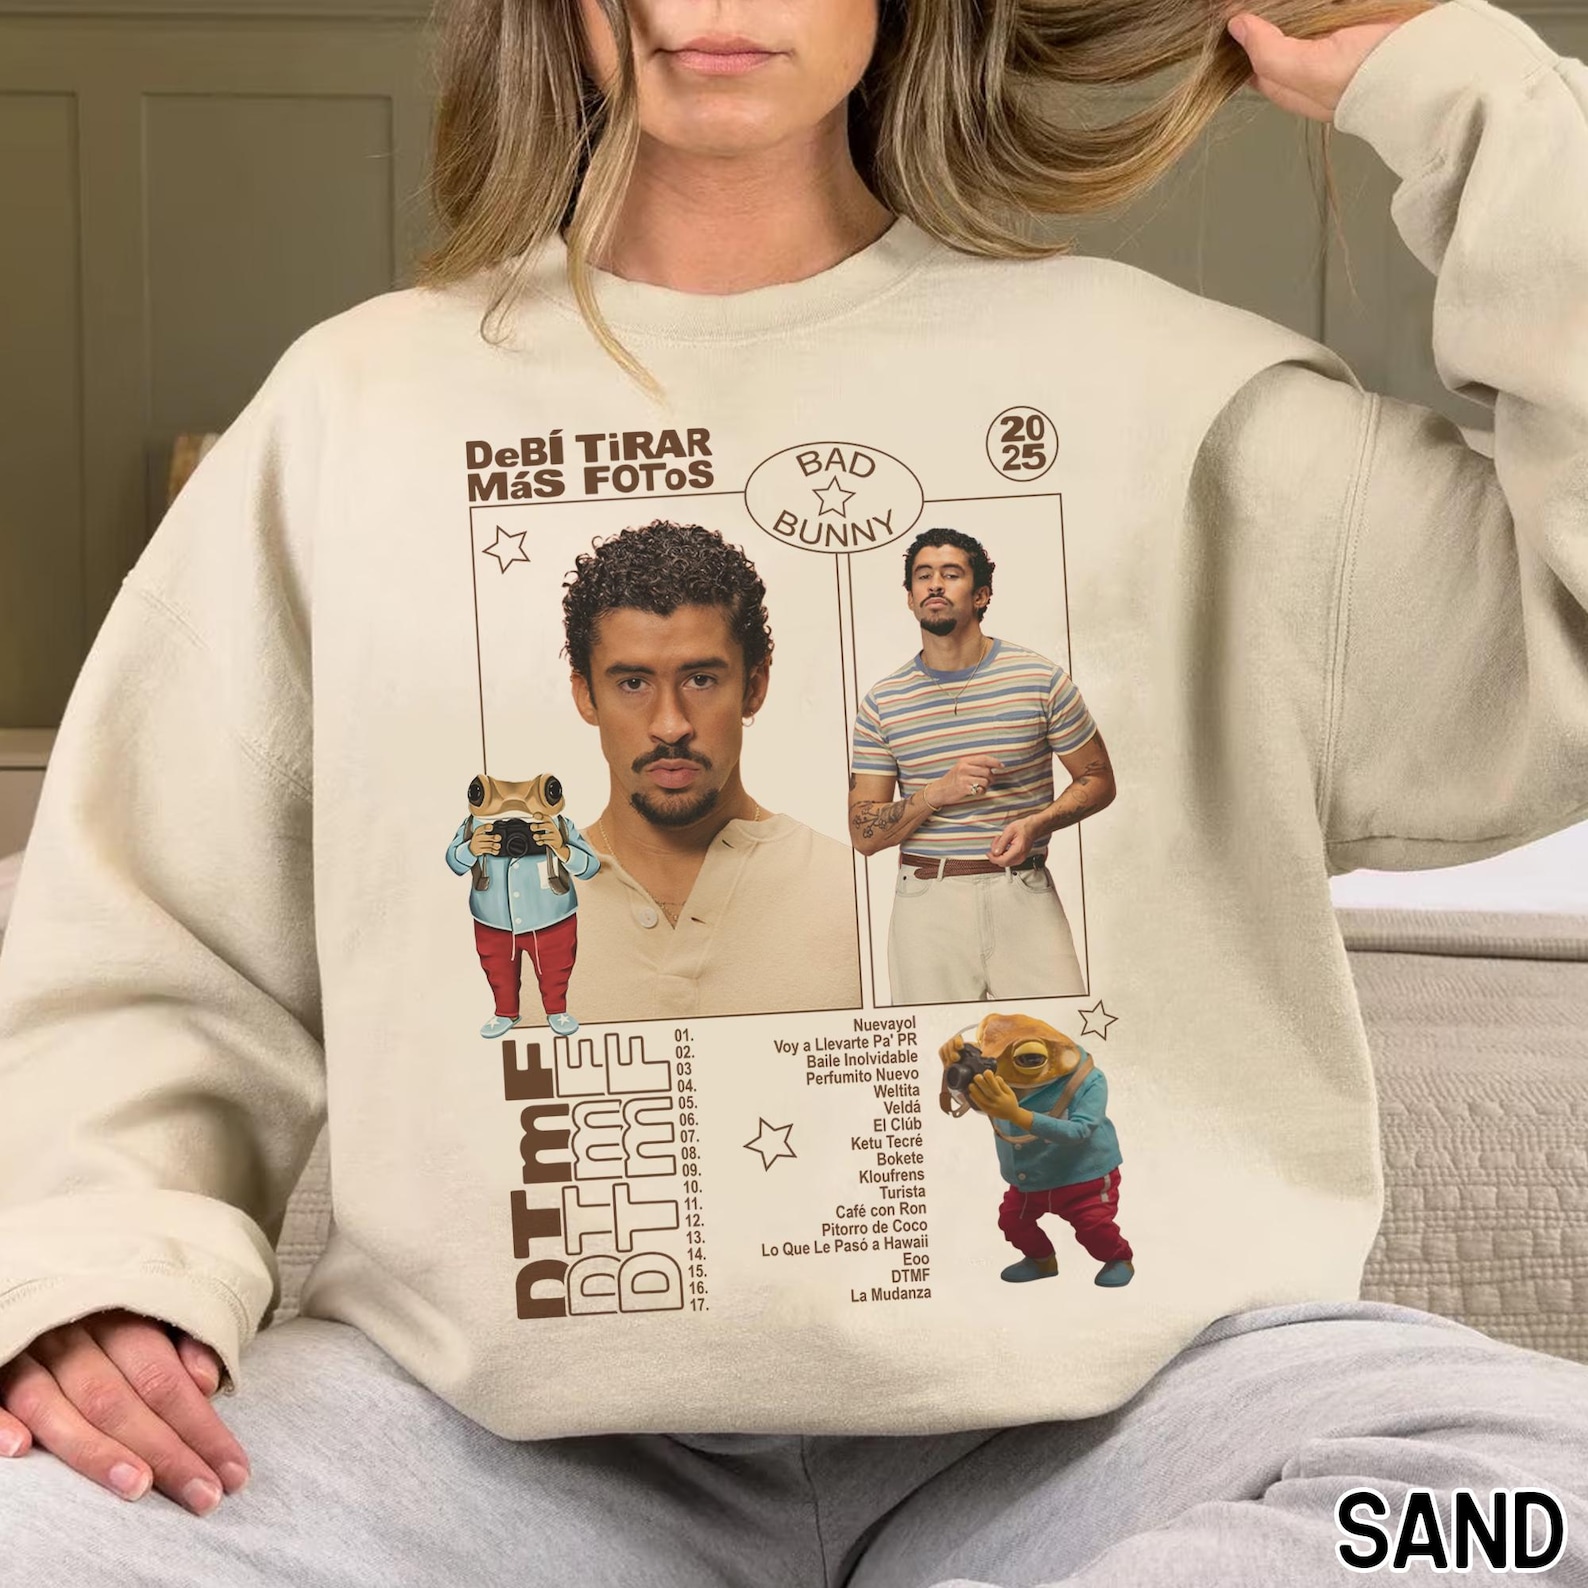 DeBÍ TiRAR
MáS FOToS
BAD
BUNNY
20
25
DTmF
DTmF
DTmF
01.
02.
03
04.
05.
06.
07.
08.
09.
10.
11.
12.
13.
14.
15.
16.
17.
Nuevayol
Voy a Llevarte Pa' PR
Baile Inolvidable
Perfumito Nuevo
Weltita
Veldá
El Clúb
Ketu Tecré
Bokete
Kloufrens
Turista
Café con Ron
Pitorro de Coco
Lo Que Le Pasó a Hawaii
Eoo
DTMF
La Mudanza
SAND